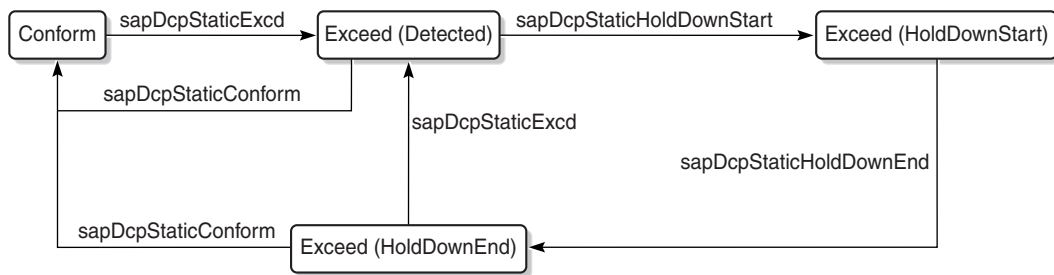 Conform
sapDcpStaticExcd
Exceed (Detected)
sapDcpStaticHoldDownStart
Exceed (HoldDownStart)
sapDcpStaticConform
sapDcpStaticExcd
sapDcpStaticHoldDownEnd
sapDcpStaticConform
Exceed (HoldDownEnd)